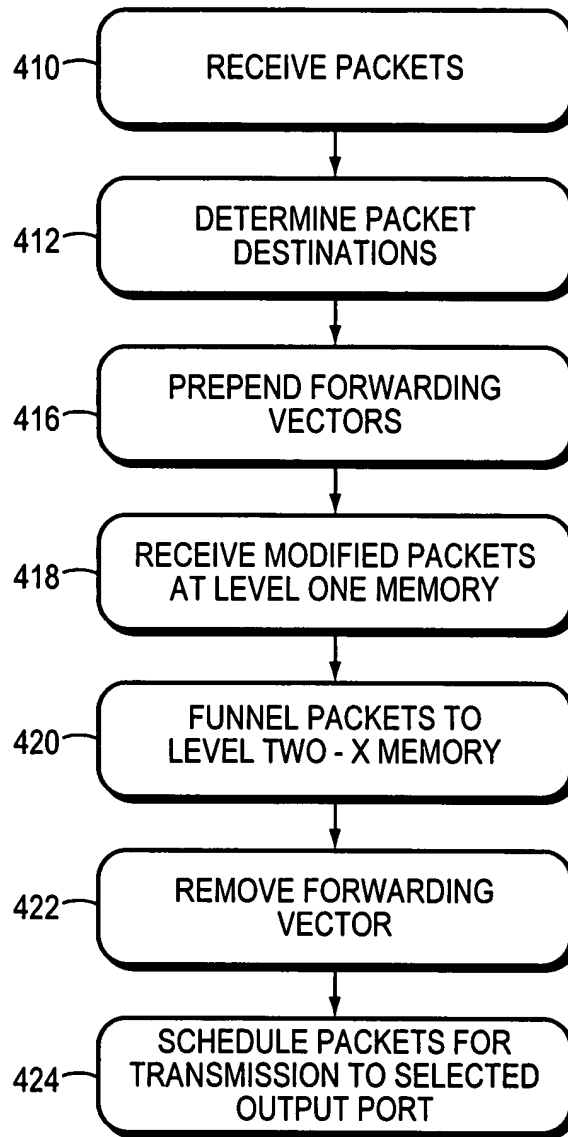 410
RECEIVE PACKETS
412
DETERMINE PACKET
DESTINATIONS
416
PREPEND FORWARDING
VECTORS
418
RECEIVE MODIFIED PACKETS
AT LEVEL ONE MEMORY
420
FUNNEL PACKETS TO
LEVEL TWO - X MEMORY
422
REMOVE FORWARDING
VECTOR
424
SCHEDULE PACKETS FOR
TRANSMISSION TO SELECTED
OUTPUT PORT